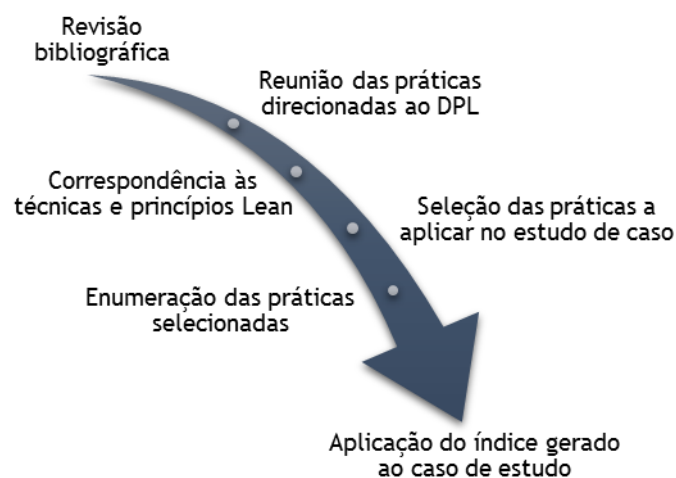 Revisão
bibliográfica
Reunião das práticas
direcionadas ao DPL
Correspondência às
técnicas e princípios Lean
Seleção das práticas a
aplicar no estudo de caso
Enumeração das práticas
selecionadas
Aplicação do índice gerado
ao caso de estudo